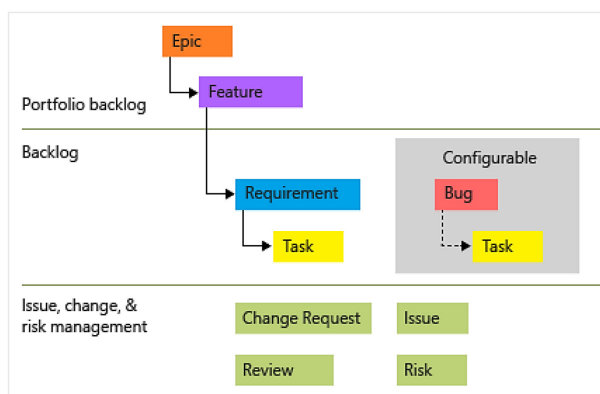 Epic
Feature
Portfolio backlog
Backlog
Configurable
Requirement
Bug
Task
Task
Issue, change, &
risk management
Change Request
Issue
Review
Risk